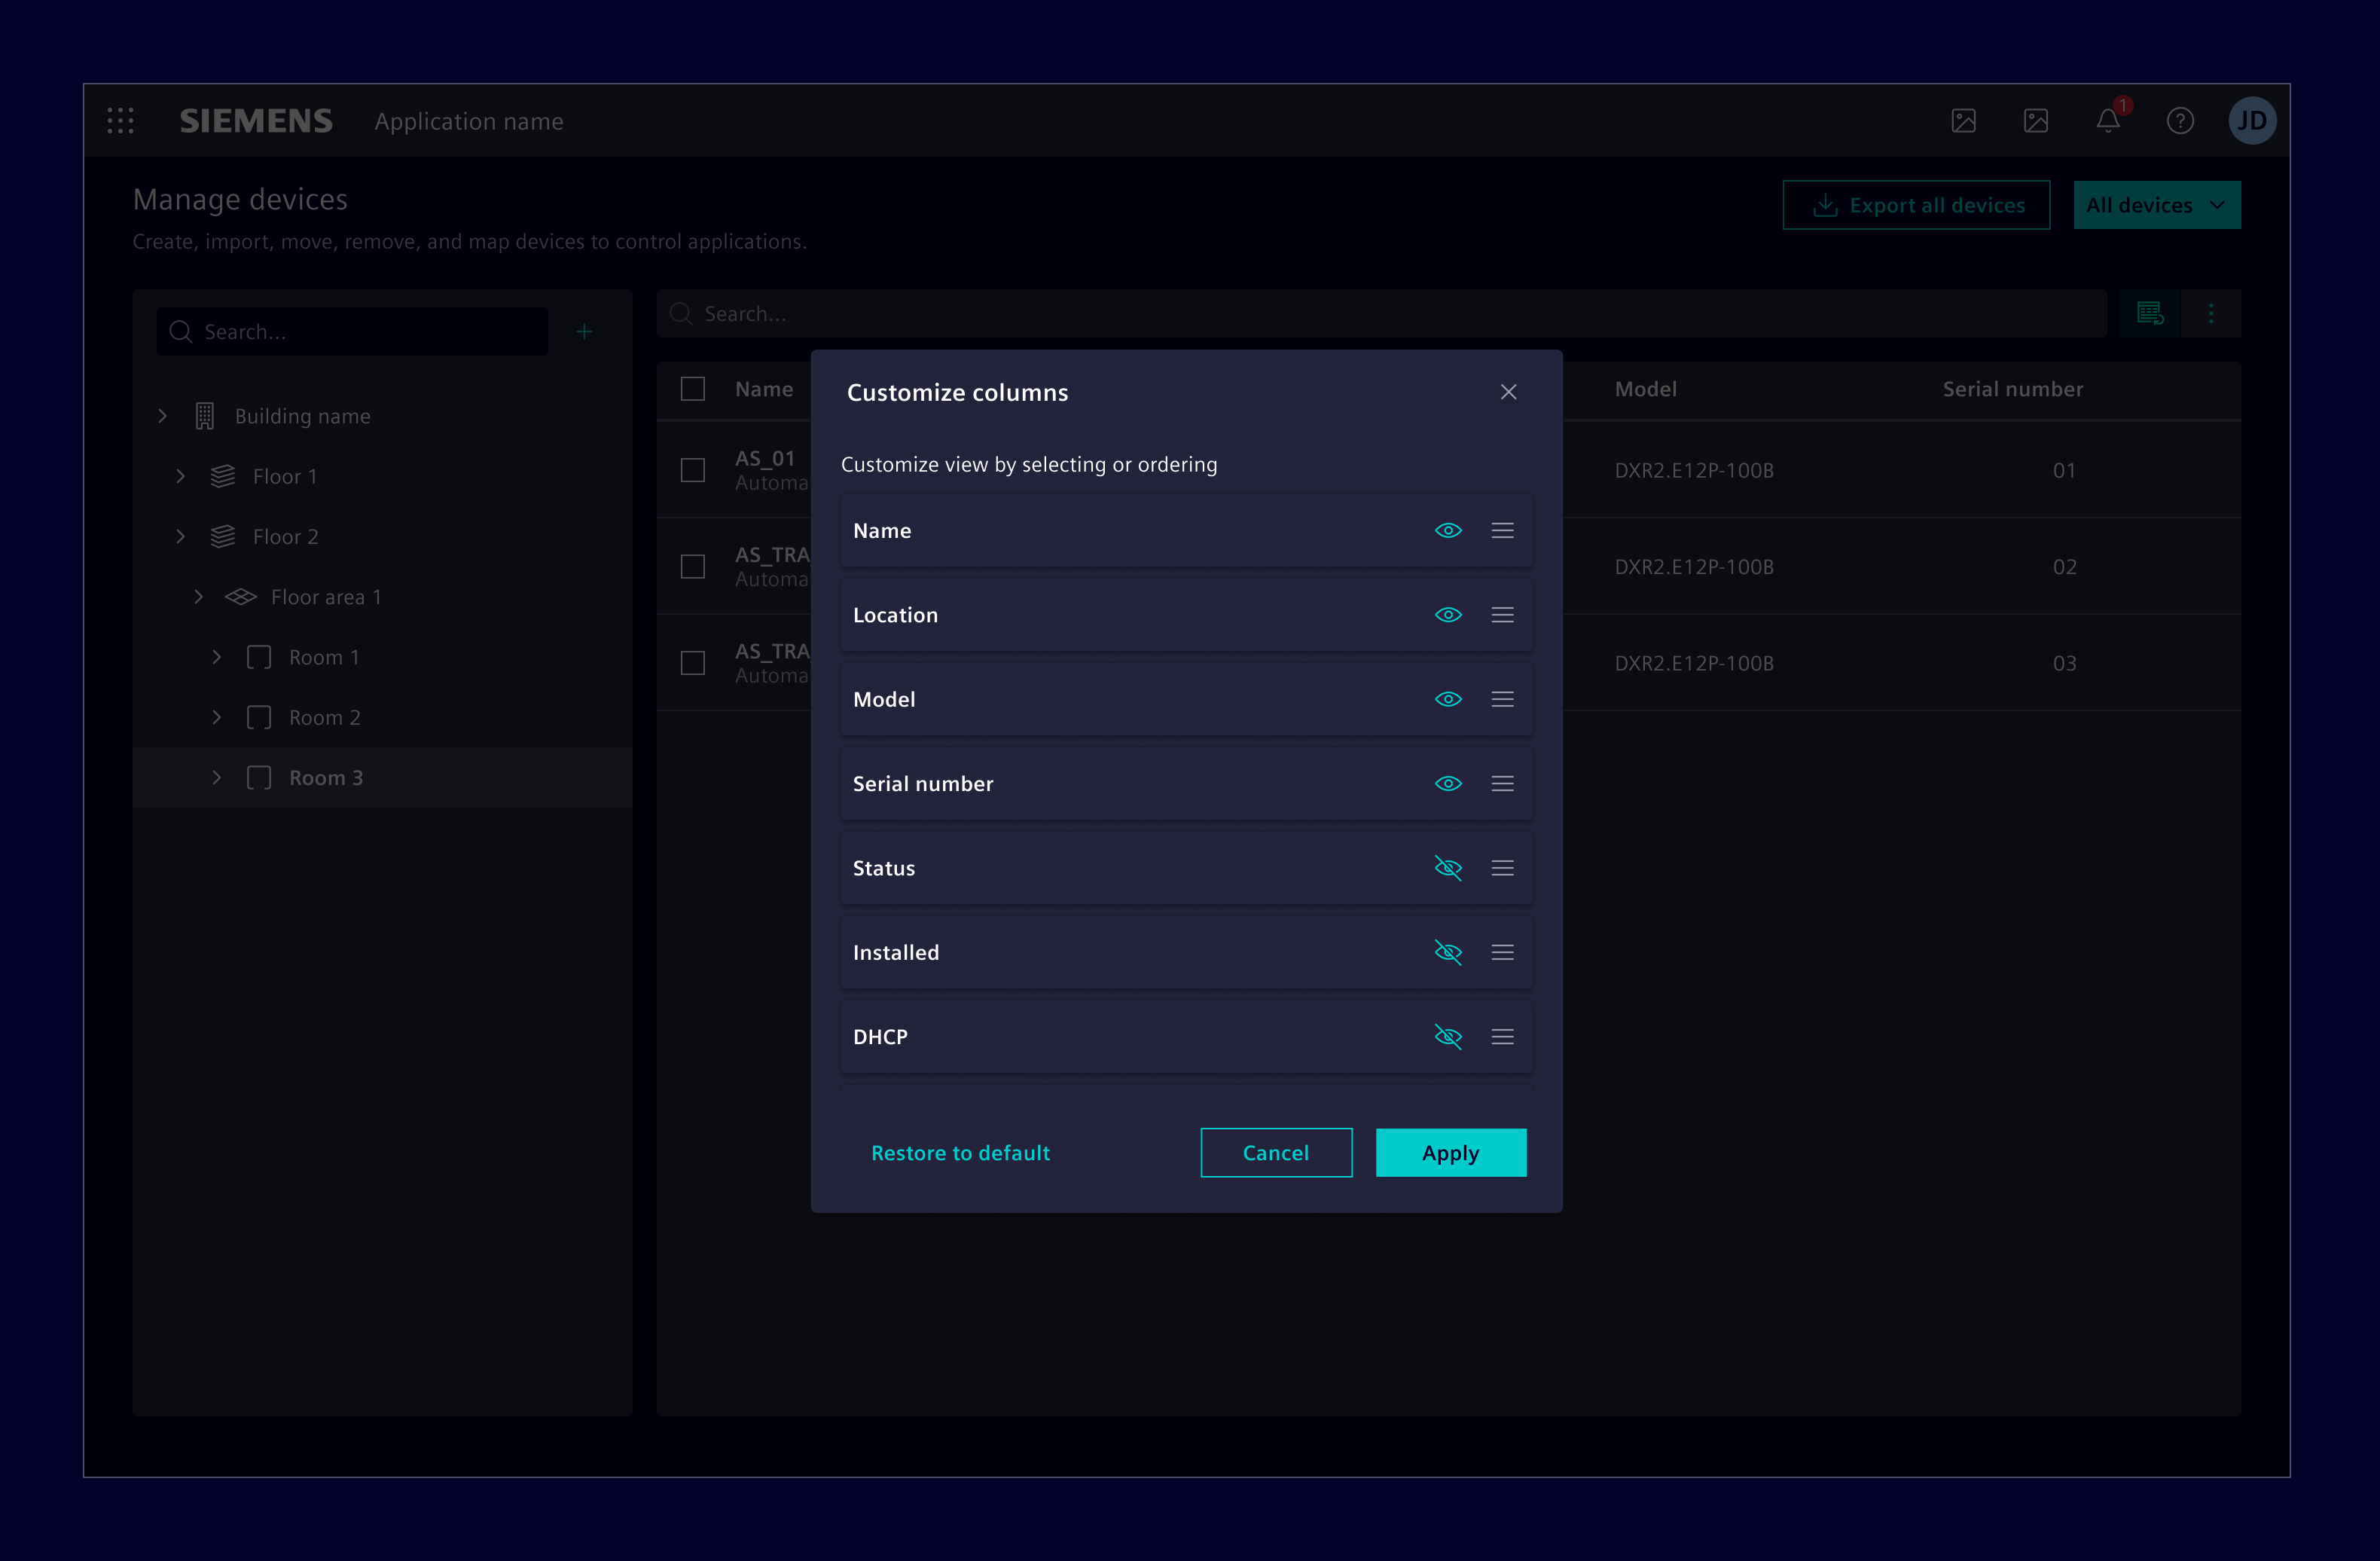 SIEMENS Application name
1
JD
Manage devices
Create, import, move, remove, and map devices to control applications.
Export all devices
All devices
Search...
Building name
Floor 1
Floor 2
Floor area 1
Room 1
Room 2
Room 3
Search...
Name Model Serial number
AS_01
DXR2.E12P-100B 01
AS_TRA
DXR2.E12P-100B 02
AS_TRA
DXR2.E12P-100B 03
Customize columns
Customize view by selecting or ordering
Name
Location
Model
Serial number
Status
Installed
DHCP
Restore to default
Cancel
Apply